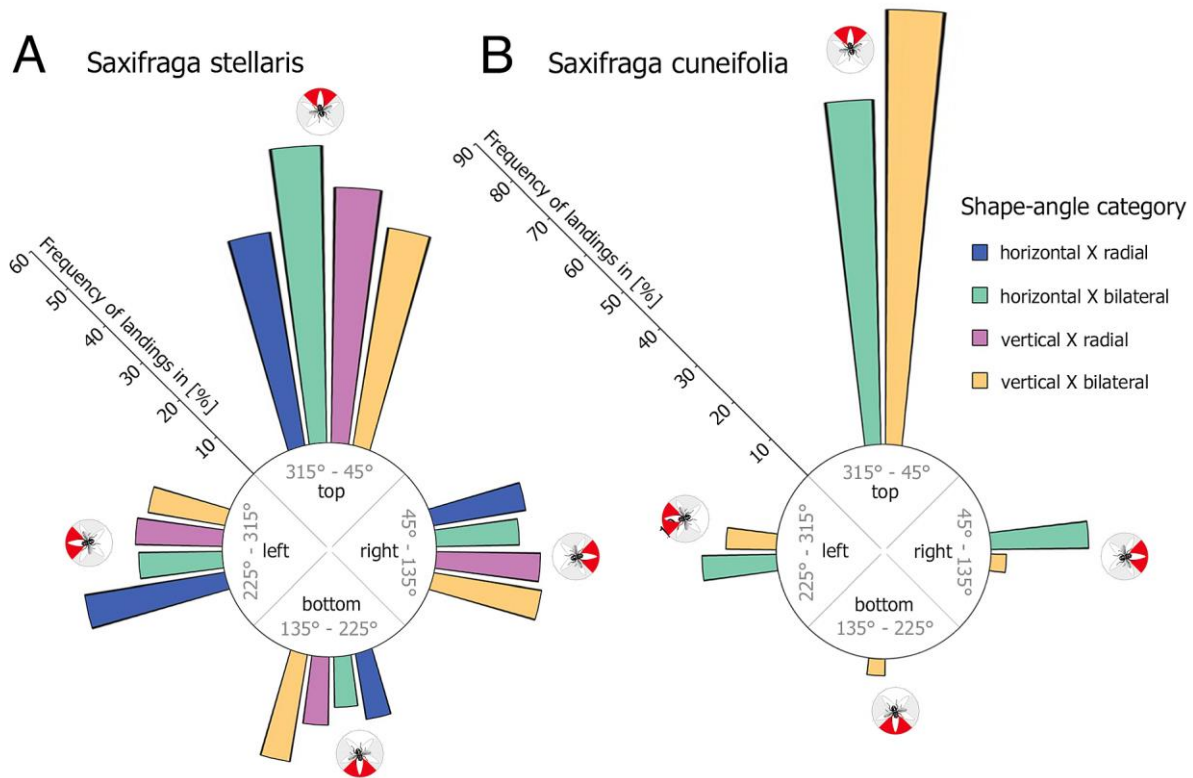 A Saxifraga stellaris
Frequency of landings in [%]
60
50
40
30
20
10
315° - 45°
top
225° - 315°
left
right
45° - 135°
bottom
135° - 225°
B Saxifraga cuneifolia
Frequency of landings in [%]
90
80
70
60
50
40
30
20
10
315° - 45°
top
225° - 315°
left
right
45° - 135°
bottom
135° - 225°
Shape-angle category
horizontal X radial
horizontal X bilateral
vertical X radial
vertical X bilateral